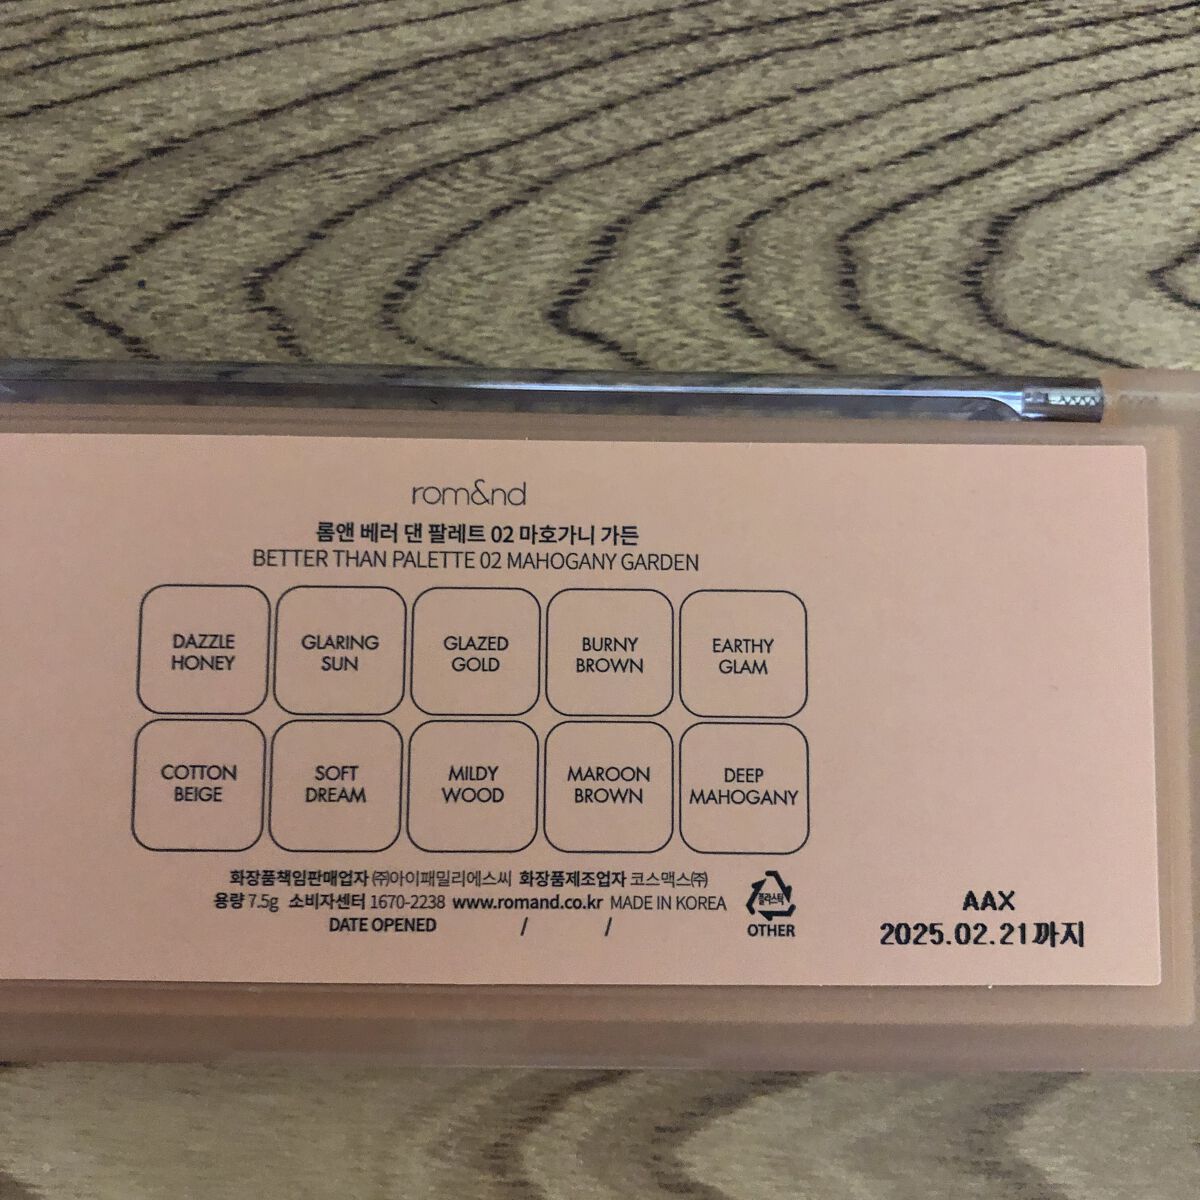 rom&nd
롬앤 베러 댄 팔레트 02 마호가니 가든
BETTER THAN PALETTE 02 MAHOGANY GARDEN
DAZZLE
HONEY
GLARING
SUN
GLAZED
GOLD
BURNY
BROWN
EARTHY
GLAM
COTTON
BEIGE
SOFT
DREAM
MILDY
WOOD
MAROON
BROWN
DEEP
MAHOGANY
화장품책임판매업자 ㈜아이패밀리에스씨 화장품제조업자 코스맥스㈜
용량 7.5g 소비자센터 1670-2238 www.romand.co.kr MADE IN KOREA
DATE OPENED / /
플라스틱
OTHER
AAX
2025.02.21까지